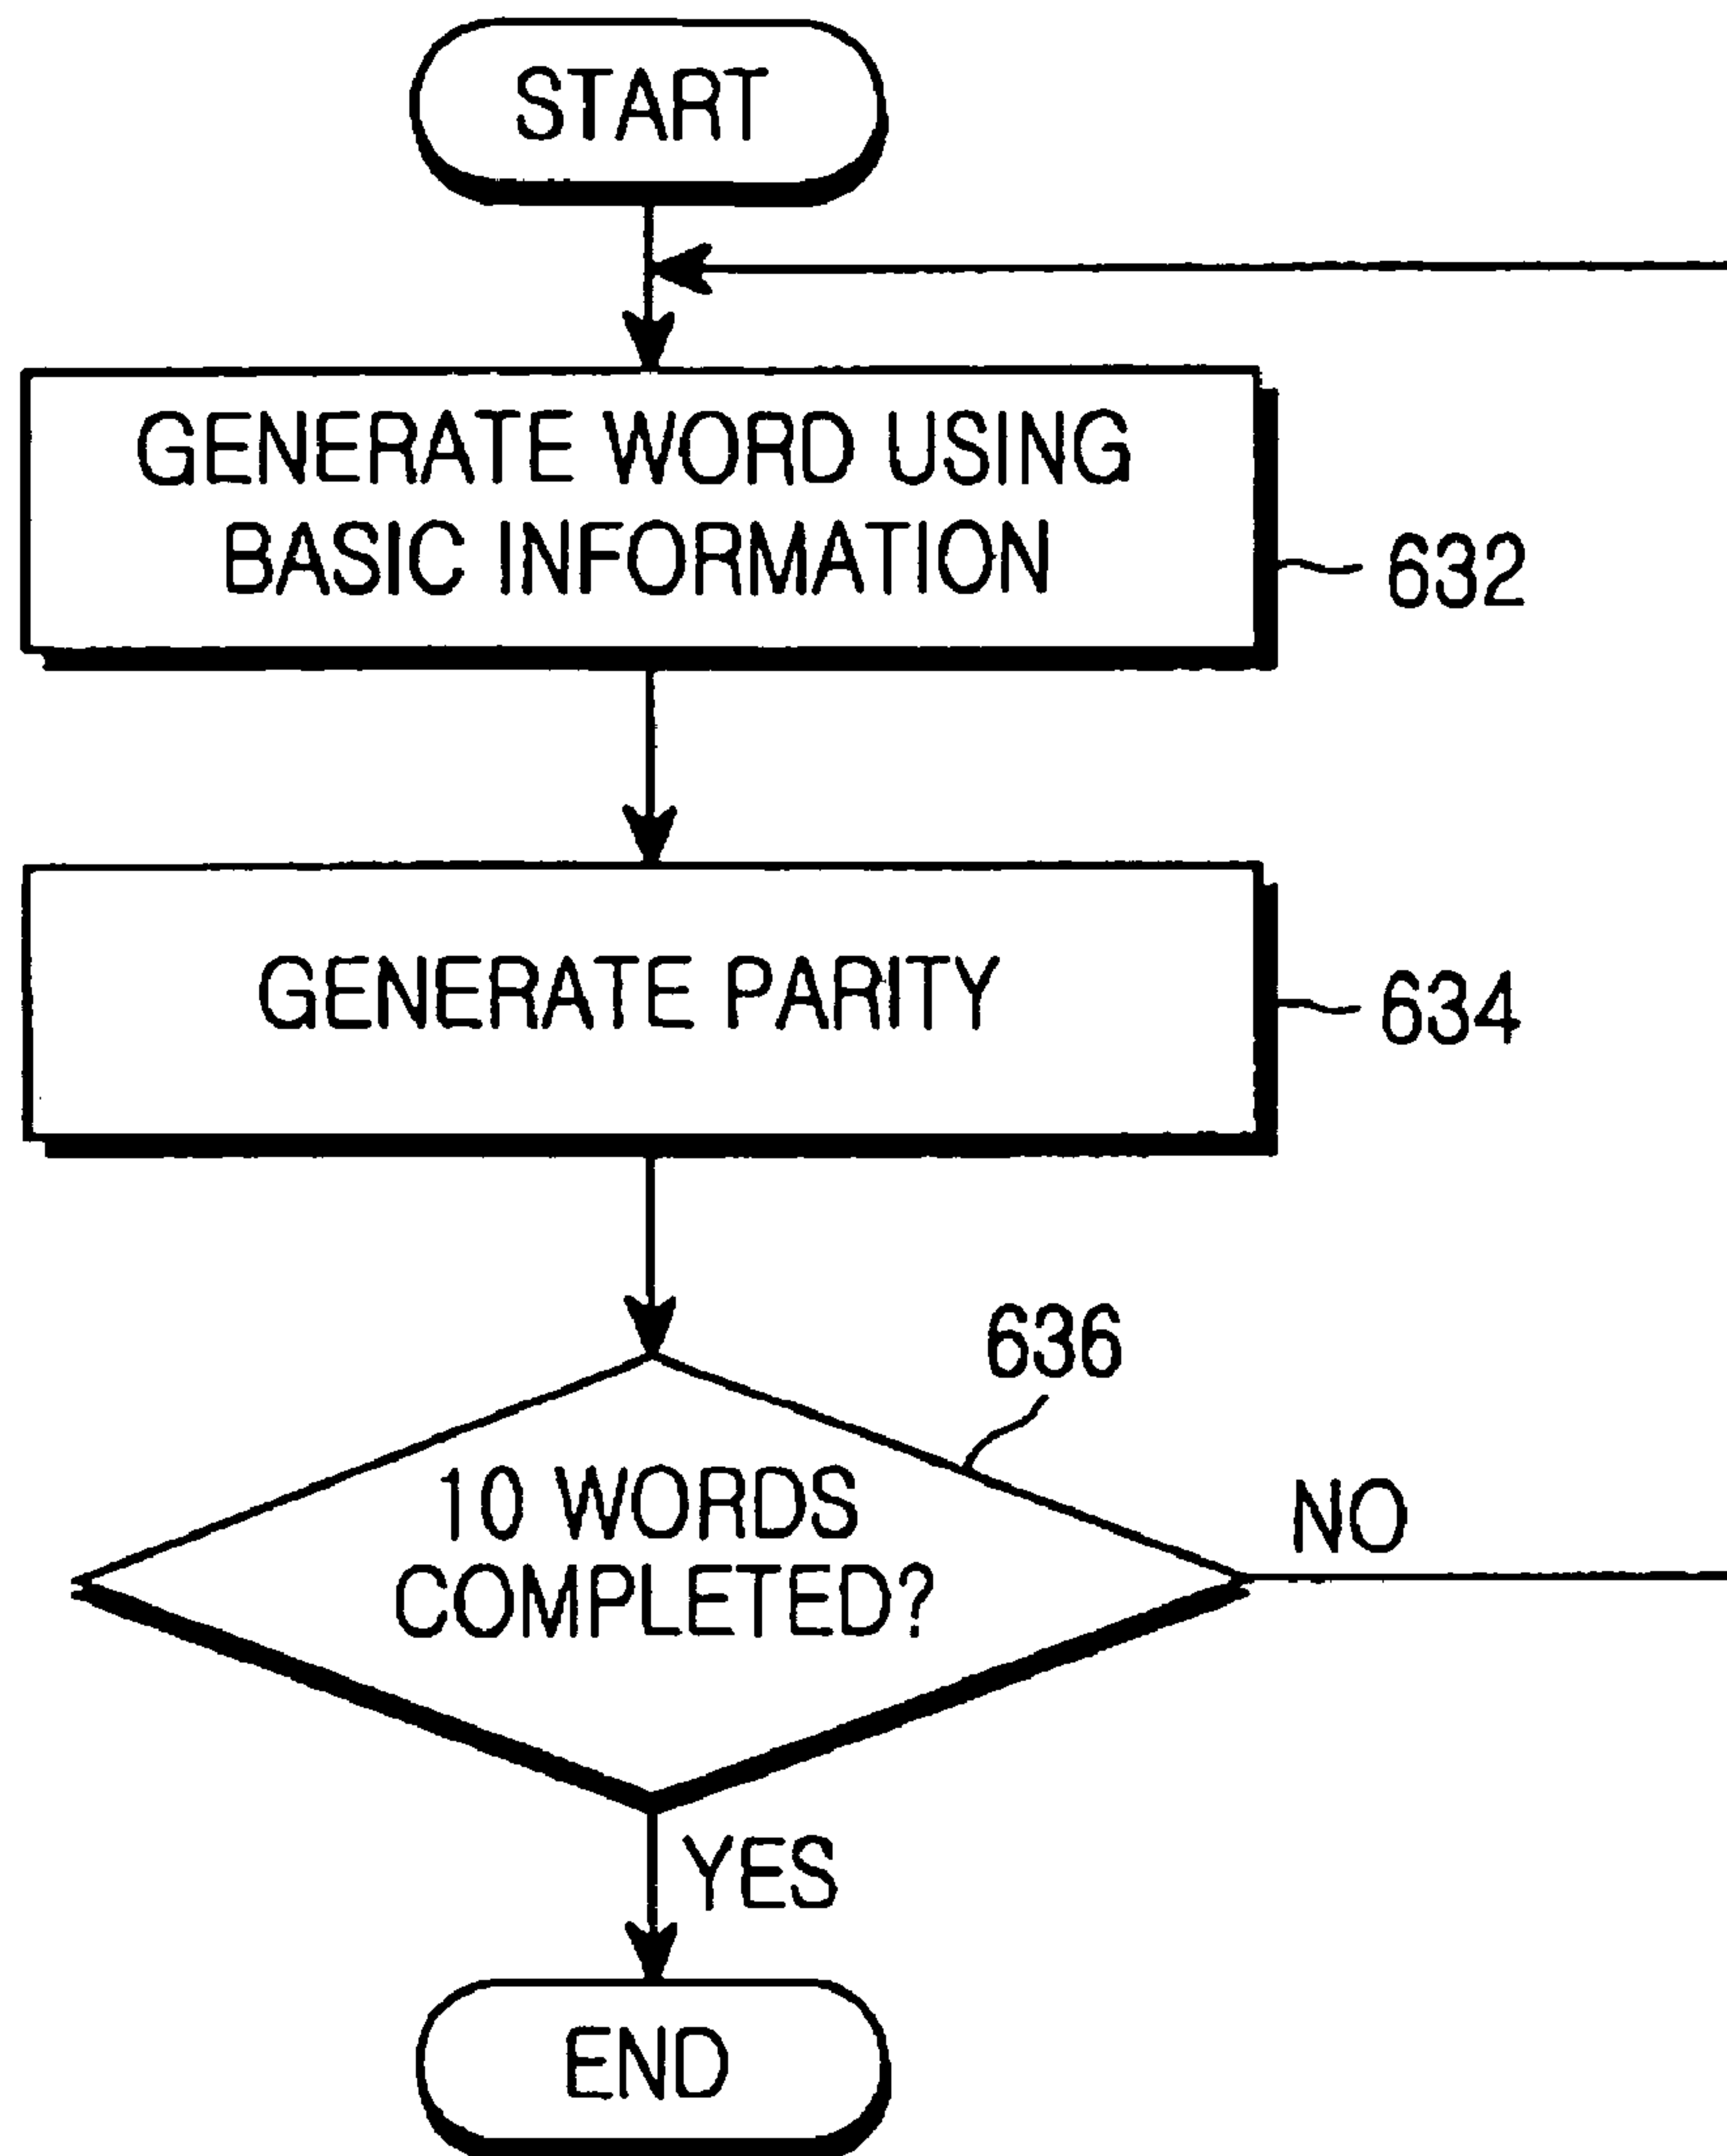 START
GENERATE WORD USING
BASIC INFORMATION
632
GENERATE PARITY
634
636
10 WORDS
COMPLETED?
NO
YES
END